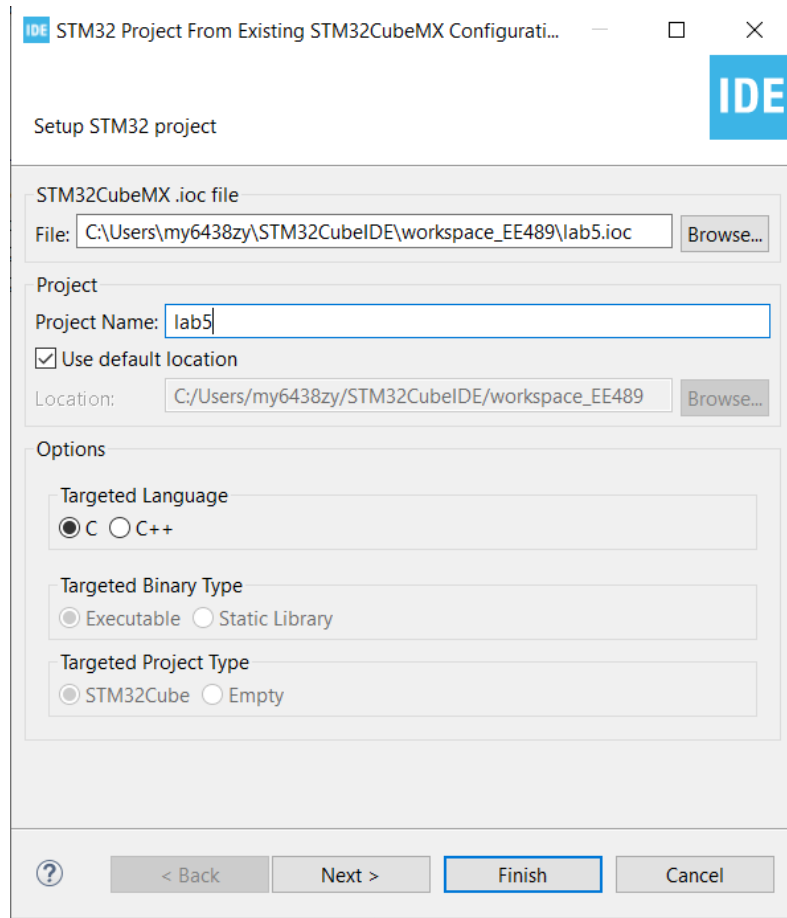 IDE STM32 Project From Existing STM32CubeMX Configurati...
IDE
Setup STM32 project
STM32CubeMX .ioc file
File: C:\Users\my6438zy\STM32CubeIDE\workspace_EE489\lab5.ioc Browse...
Project
Project Name: lab5
Use default location
Location: C:/Users/my6438zy/STM32CubeIDE/workspace_EE489 Browse...
Options
Targeted Language
C C++
Targeted Binary Type
Executable Static Library
Targeted Project Type
STM32Cube Empty
? < Back Next > Finish Cancel